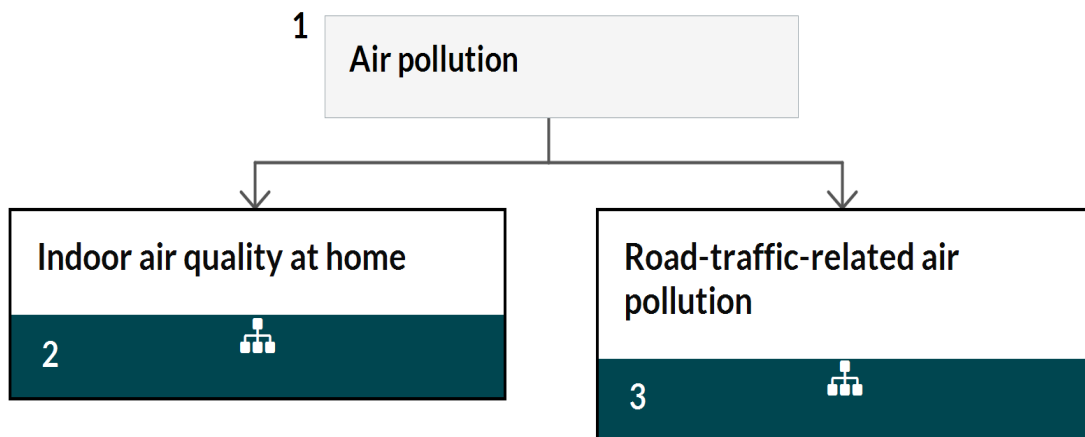 1
Air pollution
Indoor air quality at home
2
Road-traffic-related air
pollution
3